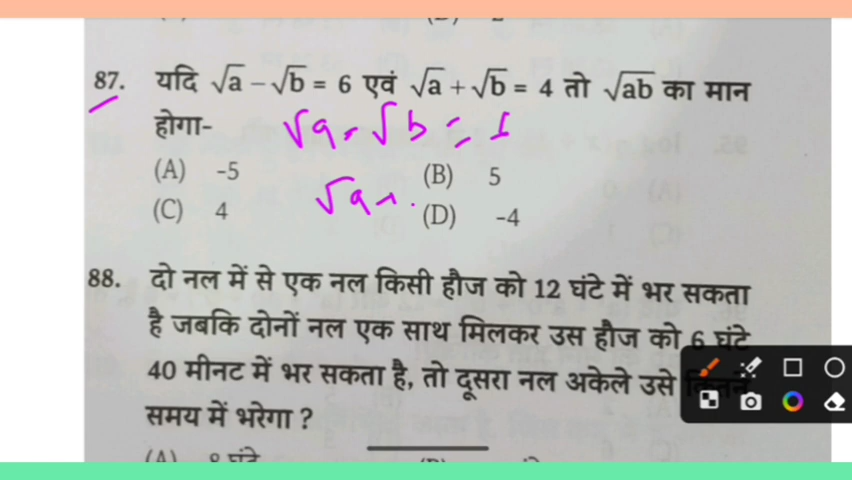 87. यदि √a – √b = 6 एवं √a + √b = 4 तो √ab का मान
होगा-
√a - √b = 1
(A) -5 (B) 5
√a
(C) 4 (D) -4
88. दो नल में से एक नल किसी हौज को 12 घंटे में भर सकता
है जबकि दोनों नल एक साथ मिलकर उस हौज को 6 घंटे
40 मीनट में भर सकता है, तो दूसरा नल अकेले उसे
समय में भरेगा ?